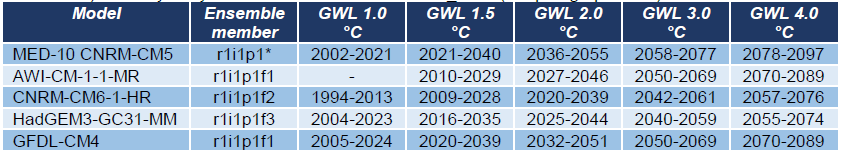 Model Ensemble member GWL 1.0 °C GWL 1.5 °C GWL 2.0 °C GWL 3.0 °C GWL 4.0 °C
MED-10 CNRM-CM5 r1i1p1* 2002-2021 2021-2040 2036-2055 2058-2077 2078-2097
AWI-CM-1-1-MR r1i1p1f1 - 2010-2029 2027-2046 2050-2069 2070-2089
CNRM-CM6-1-HR r1i1p1f2 1994-2013 2009-2028 2020-2039 2042-2061 2057-2076
HadGEM3-GC31-MM r1i1p1f3 2004-2023 2016-2035 2025-2044 2040-2059 2055-2074
GFDL-CM4 r1i1p1f1 2005-2024 2020-2039 2032-2051 2050-2069 2070-2089